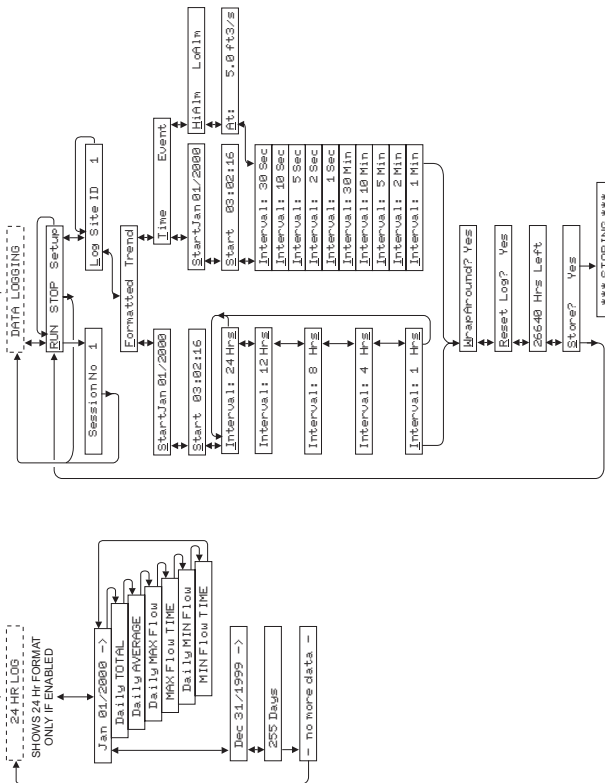 24 HR LOG
SHOWS 24 Hr FORMAT
ONLY IF ENABLED
Jan 01/2000 ->
Daily TOTAL
Daily AVERAGE
Daily MAX Flow
MAX Flow TIME
Daily MIN Flow
MIN Flow TIME
Dec 31/1999 ->
255 Days
- no more data -
DATA LOGGING
RUN STOP Setup
Session No 1
Log Site ID 1
Formatted Trend
StartJan 01/2000
Start 03:02:16
Interval: 24 Hrs
Interval: 12 Hrs
Interval: 8 Hrs
Interval: 4 Hrs
Interval: 1 Hrs
Time Event
StartJan 01/2000
Start 03:02:16
Interval: 30 Sec
Interval: 10 Sec
Interval: 5 Sec
Interval: 2 Sec
Interval: 1 Sec
Interval: 30 Min
Interval: 10 Min
Interval: 5 Min
Interval: 2 Min
Interval: 1 Min
HiAlm LoAlm
At: 5.0 ft3/s
WrapAround? Yes
Reset Log? Yes
26640 Hrs Left
Store? Yes
*** STORING ***